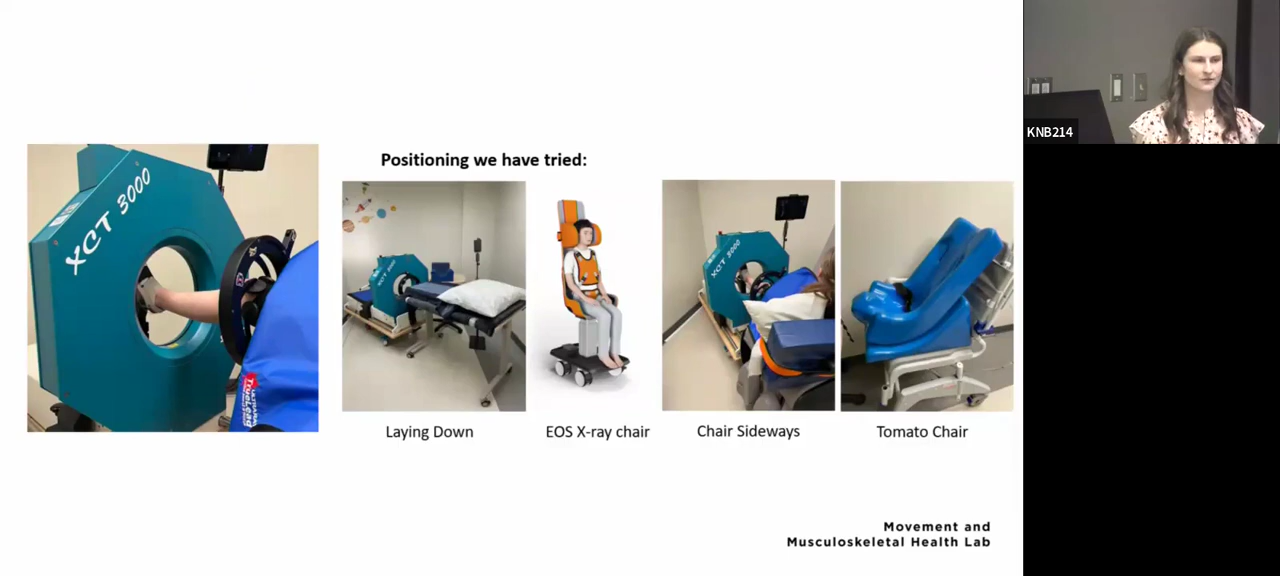 KNB214
Positioning we have tried:
XCT 3000
XCT 3000
Laying Down
EOS X-ray chair
Chair Sideways
Tomato Chair
Movement and
Musculoskeletal Health Lab